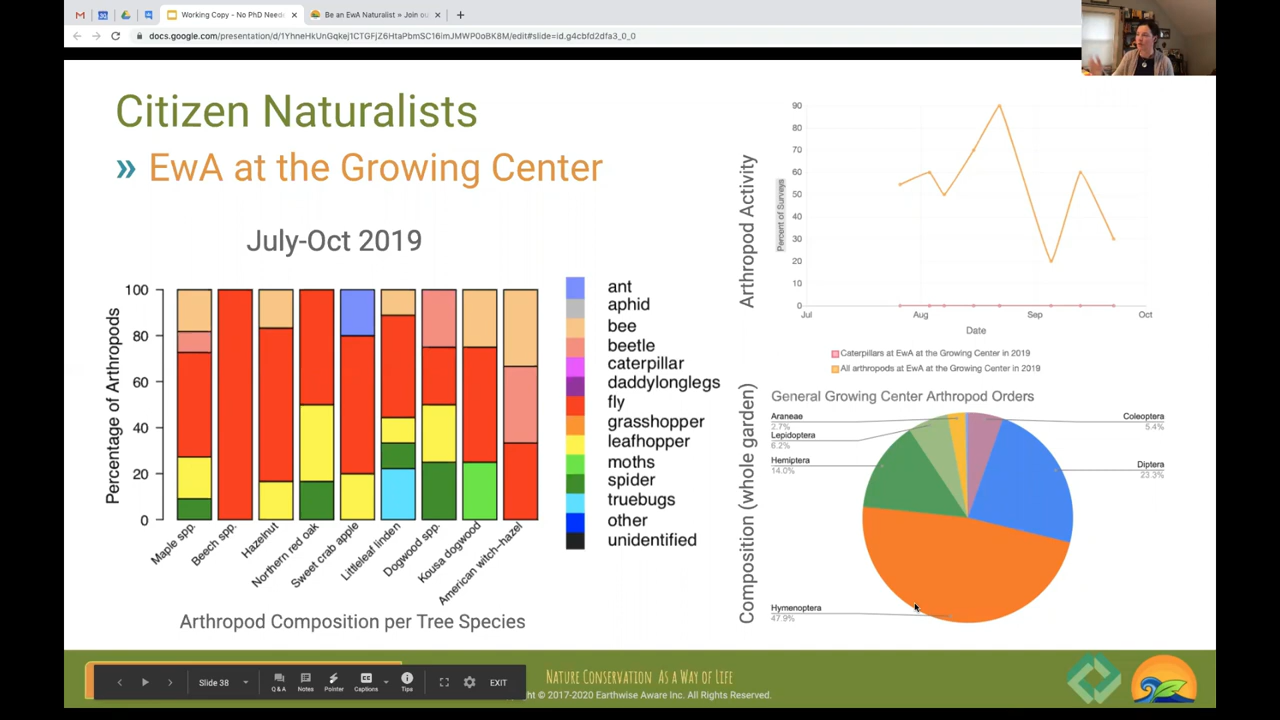 Working Copy - No PhD Neede
Be an EwA Naturalist » Join ou
docs.google.com/presentation/d/1YhneHkUnGqkej1CTGFjZ6HtaPbmSC16imJMWP0oBK8M/edit#slide=id.g4cbfd2dfa3_0_0
Citizen Naturalists
» EwA at the Growing Center
July-Oct 2019
Percentage of Arthropods
100
80
60
40
20
0
Maple spp.
Beech spp.
Hazelnut
Northern red oak
Sweet crab apple
Littleleaf linden
Dogwood spp.
Kousa dogwood
American witch-hazel
ant
aphid
bee
beetle
caterpillar
daddylonglegs
fly
grasshopper
leafhopper
moths
spider
truebugs
other
unidentified
Arthropod Composition per Tree Species
Arthropod Activity
Percent of Surveys
90
80
70
60
50
40
30
20
10
0
Jul
Aug
Sep
Oct
Date
Caterpillars at EwA at the Growing Center in 2019
All arthropods at EwA at the Growing Center in 2019
Composition (whole garden)
General Growing Center Arthropod Orders
Araneae
2.7%
Lepidoptera
6.2%
Hemiptera
14.0%
Hymenoptera
47.9%
Coleoptera
5.4%
Diptera
23.3%
Slide 38
Q & A
Notes
Pointer
Captions
Tips
EXIT
Nature Conservation As a Way of Life
ght © 2017-2020 Earthwise Aware Inc. All Rights Reserved.